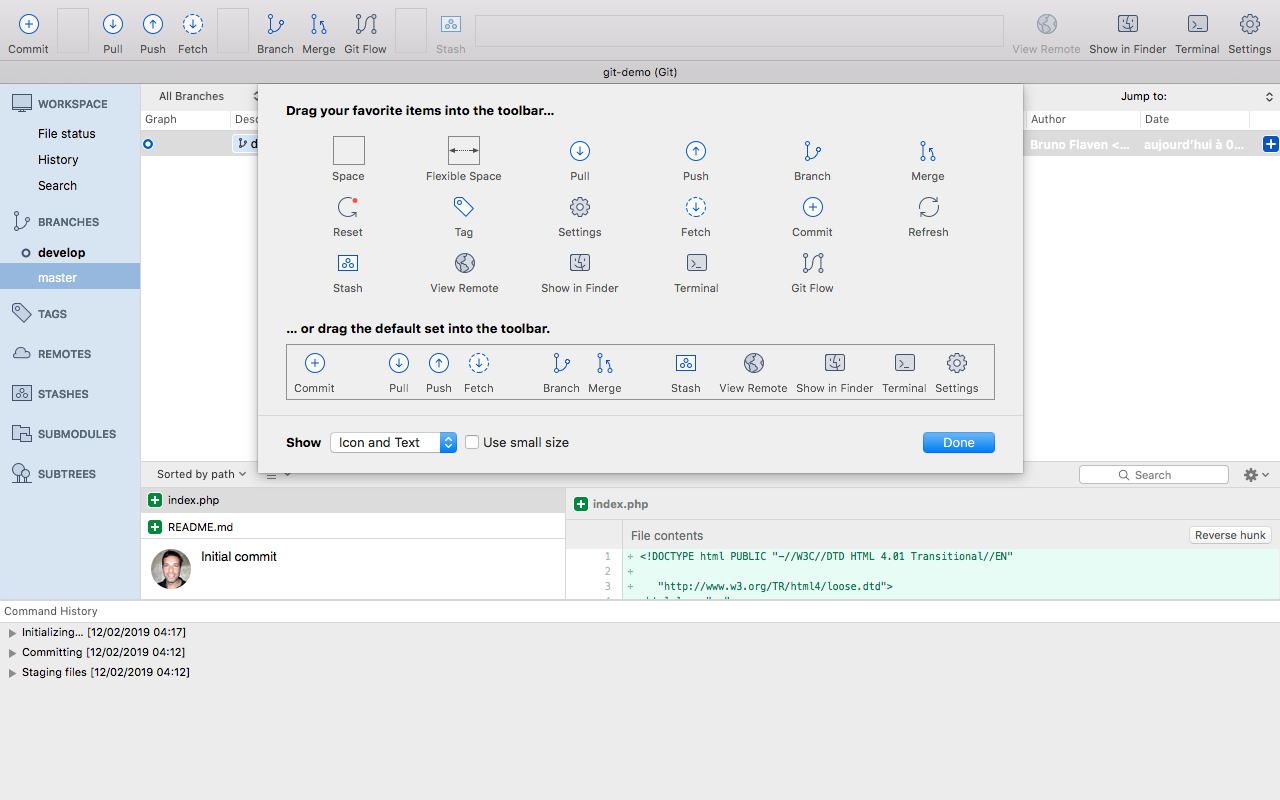 Commit Pull Push Fetch Branch Merge Git Flow Stash View Remote Show in Finder Terminal Settings
git-demo (Git)
WORKSPACE
File status
History
Search
BRANCHES
develop
master
TAGS
REMOTES
STASHES
SUBMODULES
SUBTREES
All Branches
Jump to:
Graph
Author Date
Bruno Flaven <... aujourd'hui à 0...
Drag your favorite items into the toolbar...
Space Flexible Space Pull Push Branch Merge
Reset Tag Settings Fetch Commit Refresh
Stash View Remote Show in Finder Terminal Git Flow
... or drag the default set into the toolbar.
Commit Pull Push Fetch Branch Merge Stash View Remote Show in Finder Terminal Settings
Show Icon and Text Use small size Done
Sorted by path
Search
index.php
README.md
Initial commit
index.php
File contents
Reverse hunk
1 + <!DOCTYPE html PUBLIC "-//W3C//DTD HTML 4.01 Transitional//EN"
2 +
3 + "http://www.w3.org/TR/html4/loose.dtd">
Command History
Initializing... [12/02/2019 04:17]
Committing [12/02/2019 04:12]
Staging files [12/02/2019 04:12]